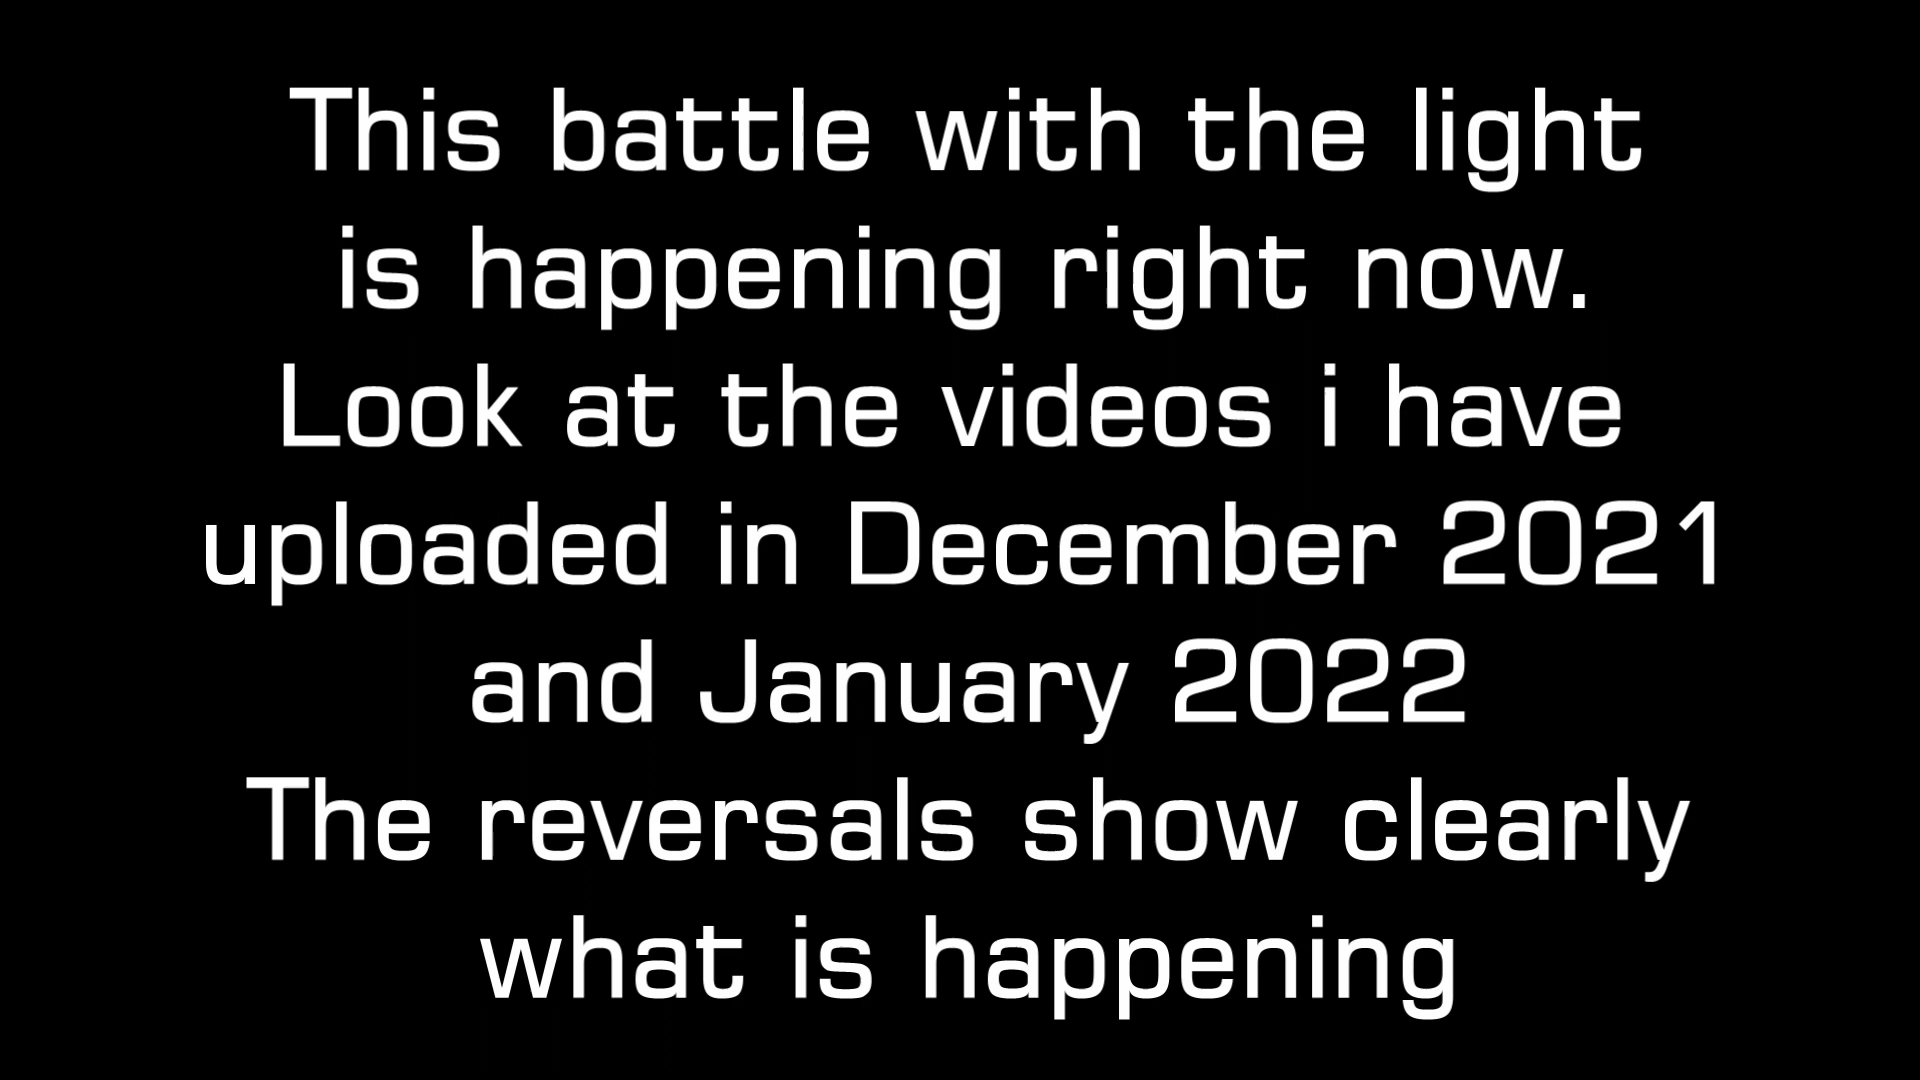 This battle with the light
is happening right now.
Look at the videos i have
uploaded in December 2021
and January 2022
The reversals show clearly
what is happening